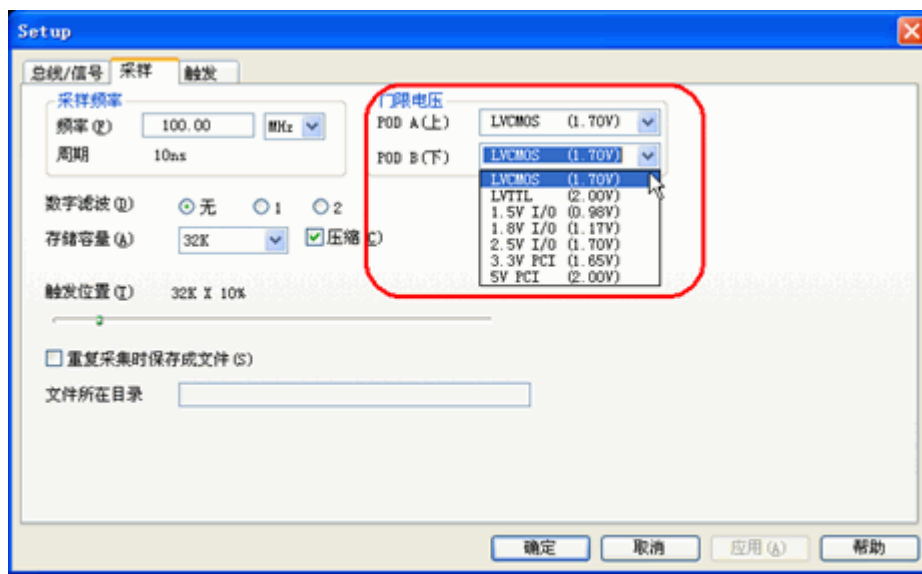 Setup
总线/信号 采样 触发
采样频率
频率(P) 100.00 MHz
周期 10ns
门限电压
POD A(上) LVCMOS (1.70V)
POD B(下) LVCMOS (1.70V)
LVCMOS (1.70V)
LVTTL (2.00V)
1.5V I/O (0.98V)
1.8V I/O (1.17V)
2.5V I/O (1.70V)
3.3V PCI (1.65V)
5V PCI (2.00V)
数字滤波(D) 无 1 2
存储容量(A) 32K 压缩(C)
触发位置(T) 32K X 10%
重复采集时保存成文件(S)
文件所在目录
确定 取消 应用(A) 帮助